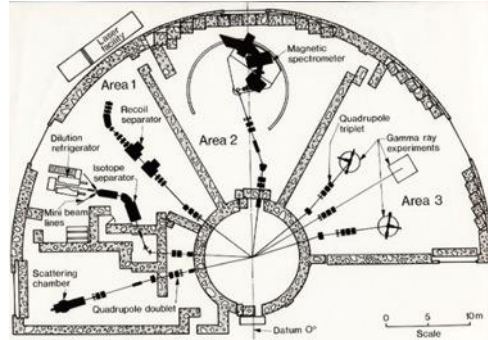 Laser
facility
Area 1
Recoil
separator
Magnetic
spectrometer
Area 2
Quadrupole
triplet
Gamma ray
experiments
Dilution
refrigerator
Isotope
separator
Area 3
Mini beam
lines
Scattering
chamber
Quadrupole doublet
Datum 0°
0 5 10m
Scale